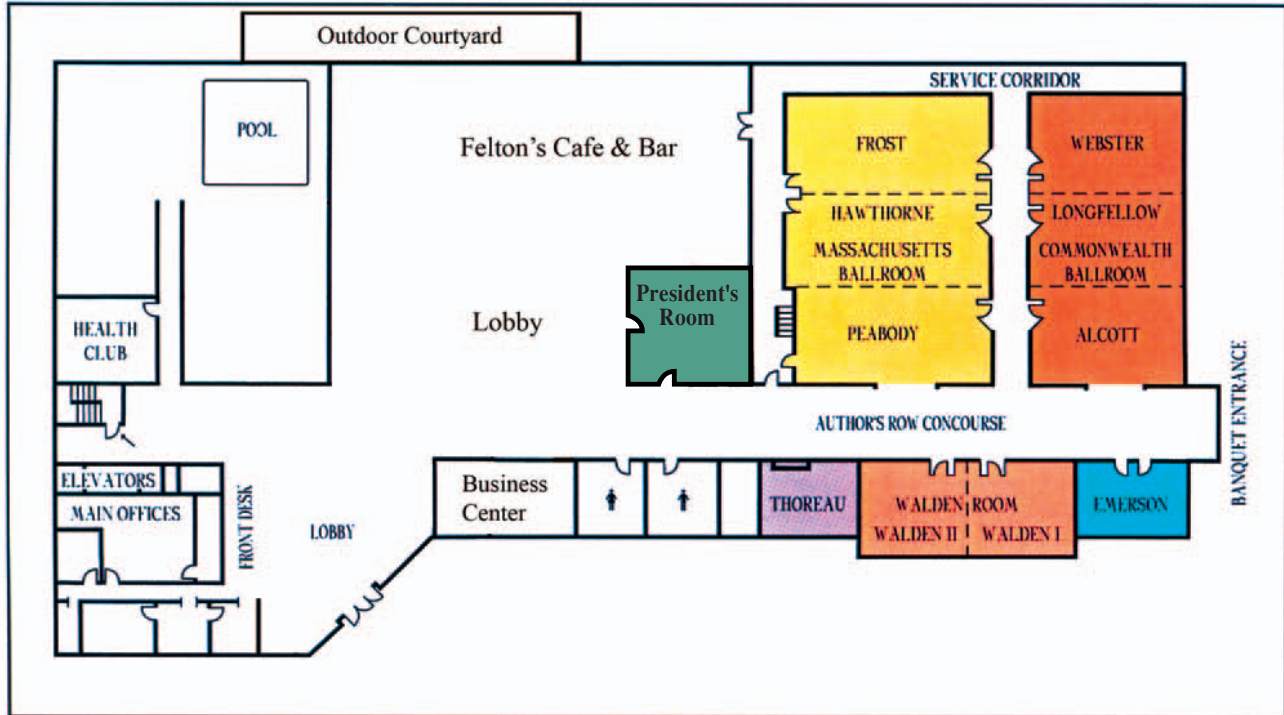 Outdoor Courtyard
SERVICE CORRIDOR
POOL
Felton's Cafe & Bar
FROST
WEBSTER
HAWTHORNE
LONGFELLOW
MASSACHUSETTS
BALLROOM
COMMONWEALTH
BALLROOM
President's
Room
Lobby
HEALTH
CLUB
PEABODY
ALCOTT
BANQUET ENTRANCE
AUTHOR'S ROW CONCOURSE
ELEVATORS
MAIN OFFICES
FRONT DESK
LOBBY
Business
Center
THOREAU
WALDEN ROOM
WALDEN II
WALDEN I
EMERSON